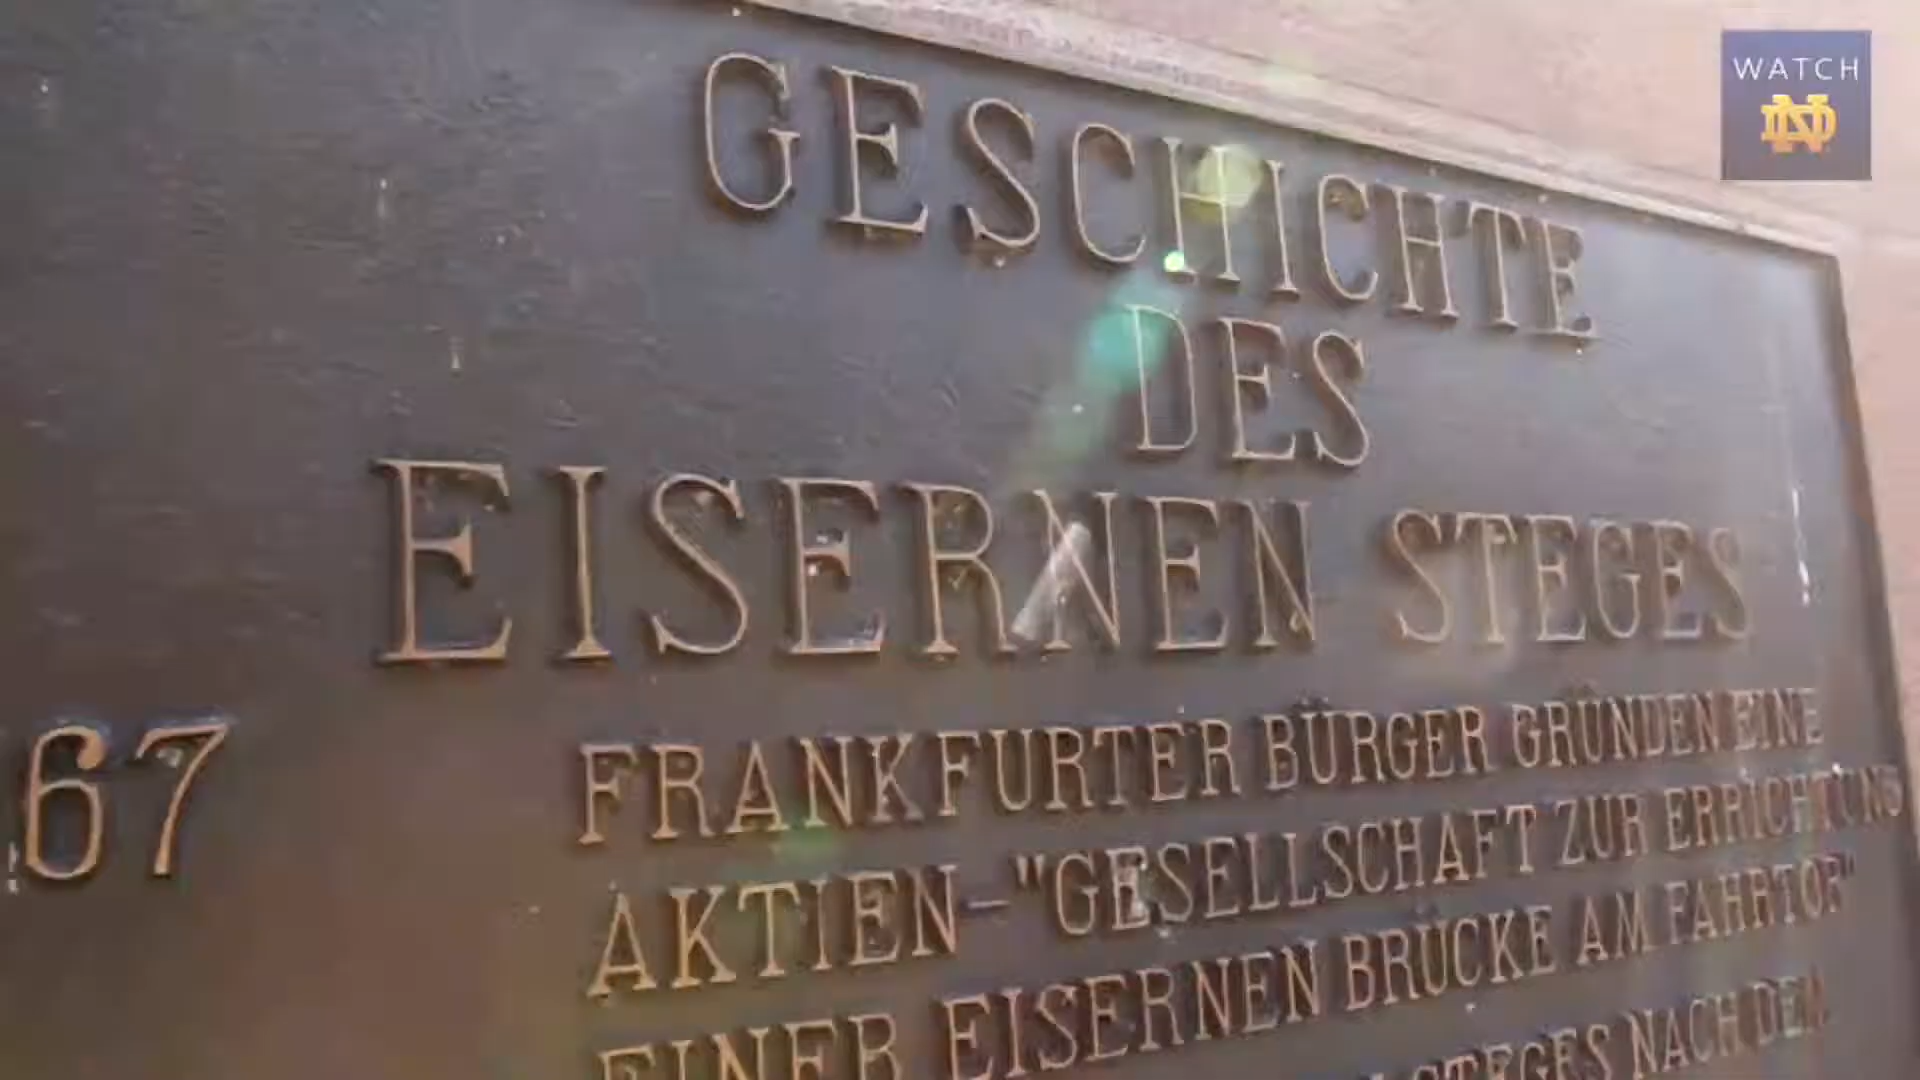 WATCH
ND
GESCHICHTE
DES
EISERNEN STEGES
67 FRANKFURTER BÜRGER GRÜNDEN EINE
AKTIEN-"GESELLSCHAFT ZUR ERRICHTUNG
EINER EISERNEN BRÜCKE AM FAHRTOR"
STEGES NACH DEM